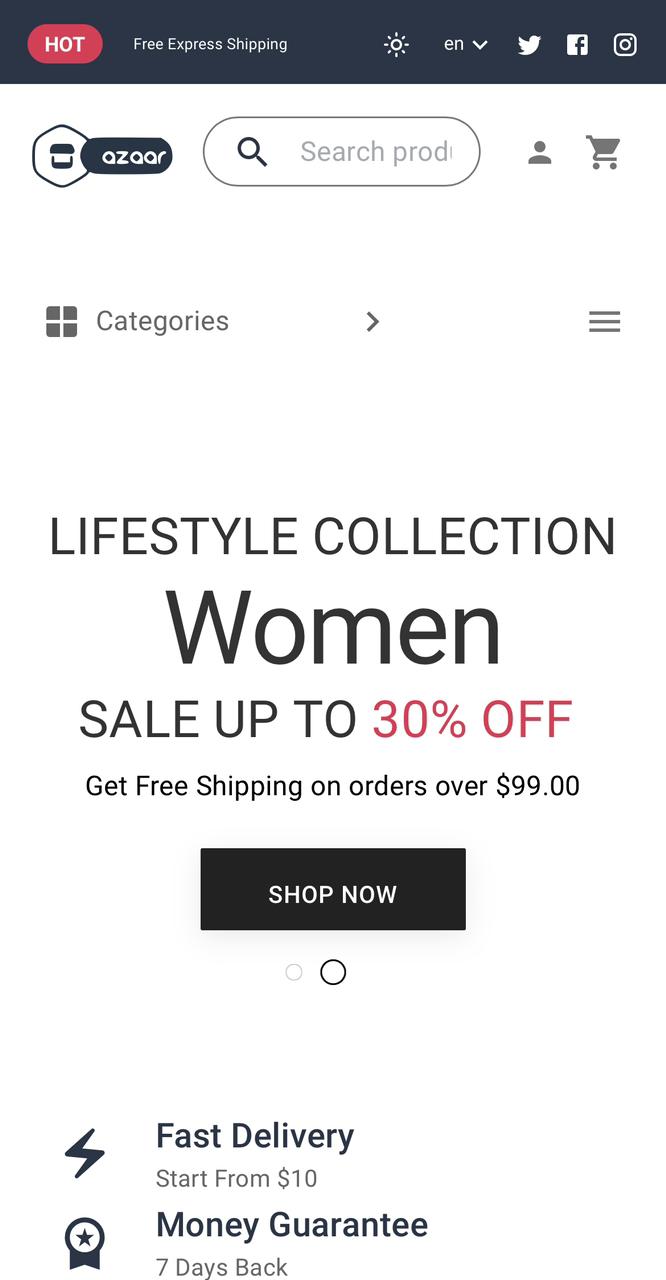 HOT
Free Express Shipping
en
azaar
Search prod
Categories
LIFESTYLE COLLECTION
Women
SALE UP TO 30% OFF
Get Free Shipping on orders over $99.00
SHOP NOW
Fast Delivery
Start From $10
Money Guarantee
7 Days Back